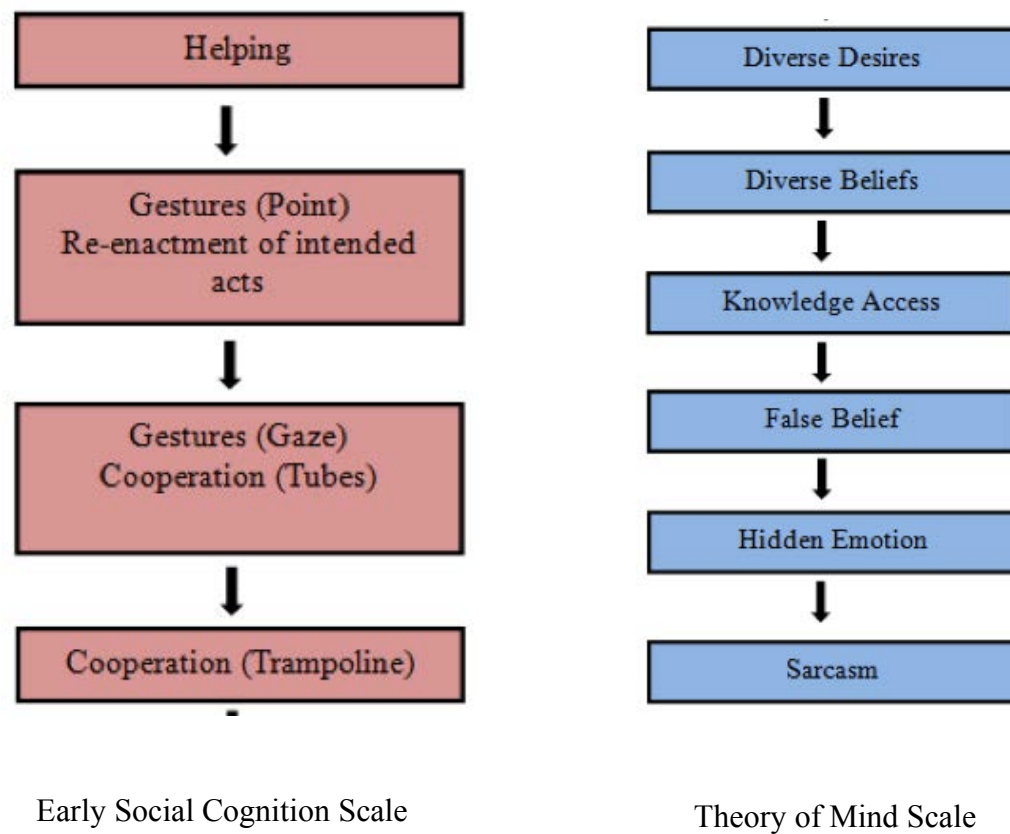 Helping
Gestures (Point)
Re-enactment of intended
acts
Gestures (Gaze)
Cooperation (Tubes)
Cooperation (Trampoline)
Early Social Cognition Scale
Diverse Desires
Diverse Beliefs
Knowledge Access
False Belief
Hidden Emotion
Sarcasm
Theory of Mind Scale